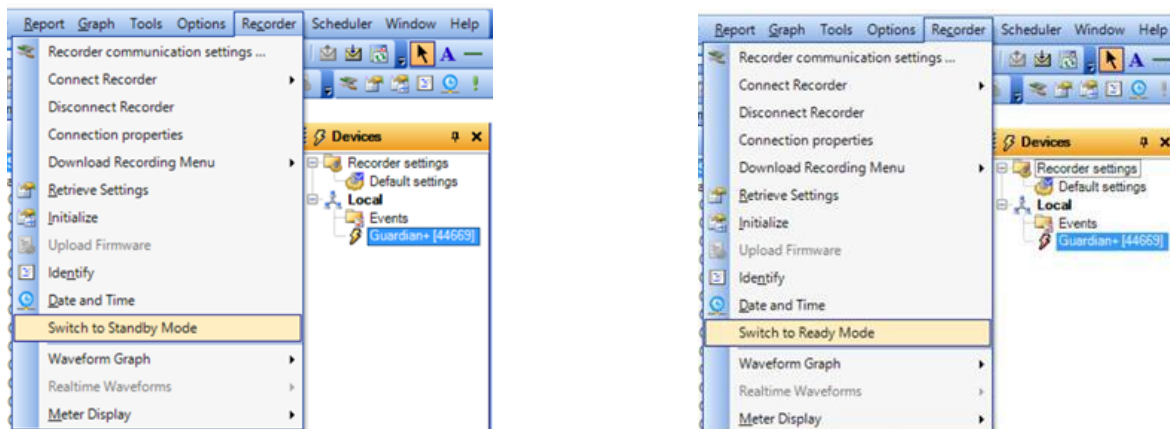 Report Graph Tools Options Recorder Scheduler Window Help
Recorder communication settings ...
A
Connect Recorder
Disconnect Recorder
Connection properties
Download Recording Menu
Retrieve Settings
Initialize
Upload Firmware
Identify
Date and Time
Switch to Standby Mode
Waveform Graph
Realtime Waveforms
Meter Display
Devices
Recorder settings
Default settings
Local
Events
Guardian+ [44669]
Report Graph Tools Options Recorder Scheduler Window Help
Recorder communication settings ...
A
Connect Recorder
Disconnect Recorder
Connection properties
Download Recording Menu
Retrieve Settings
Initialize
Upload Firmware
Identify
Date and Time
Switch to Ready Mode
Waveform Graph
Realtime Waveforms
Meter Display
Devices
Recorder settings
Default settings
Local
Events
Guardian+ [44669]